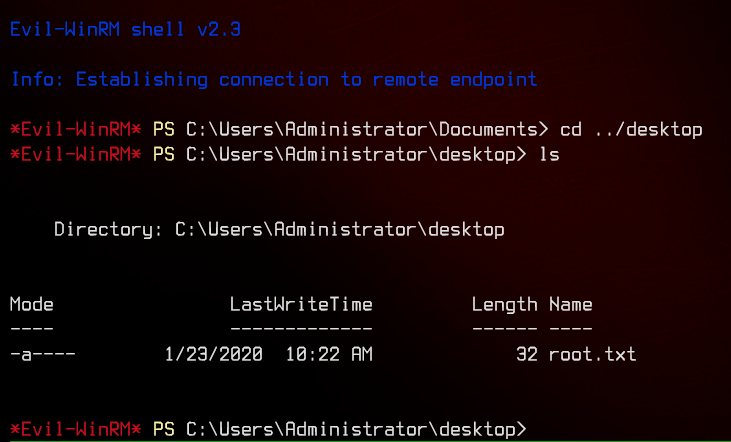 Evil-WinRM shell v2.3
Info: Establishing connection to remote endpoint
*Evil-WinRM* PS C:\Users\Administrator\Documents> cd ../desktop
*Evil-WinRM* PS C:\Users\Administrator\desktop> ls
Directory: C:\Users\Administrator\desktop
Mode LastWriteTime Length Name
---- ------------- ------ ----
-a---- 1/23/2020 10:22 AM 32 root.txt
*Evil-WinRM* PS C:\Users\Administrator\desktop>